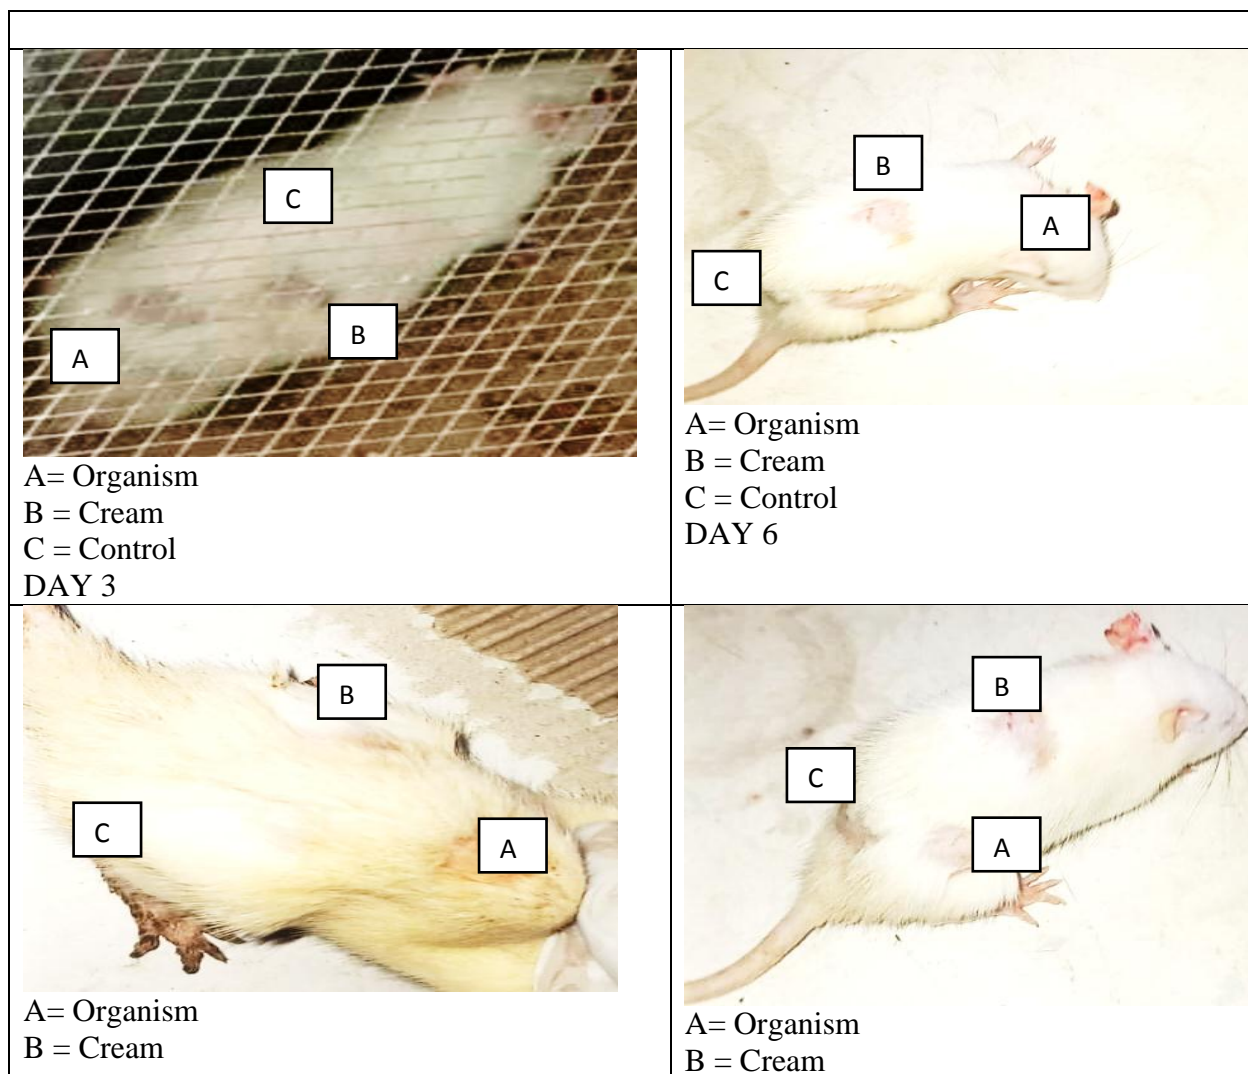 C
A
B
A= Organism
B = Cream
C = Control
DAY 3
B
A
C
A= Organism
B = Cream
C = Control
DAY 6
B
C
A
A= Organism
B = Cream
B
C
A
A= Organism
B = Cream